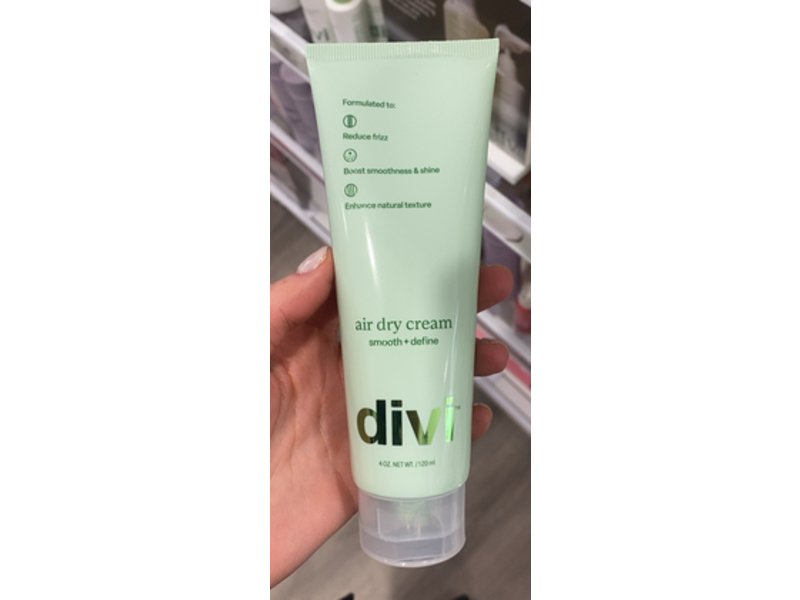 Formulated to:
Reduce frizz
Boost smoothness & shine
Enhance natural texture
air dry cream
smooth + define
divi™
4 OZ. NET WT. / 120 ml